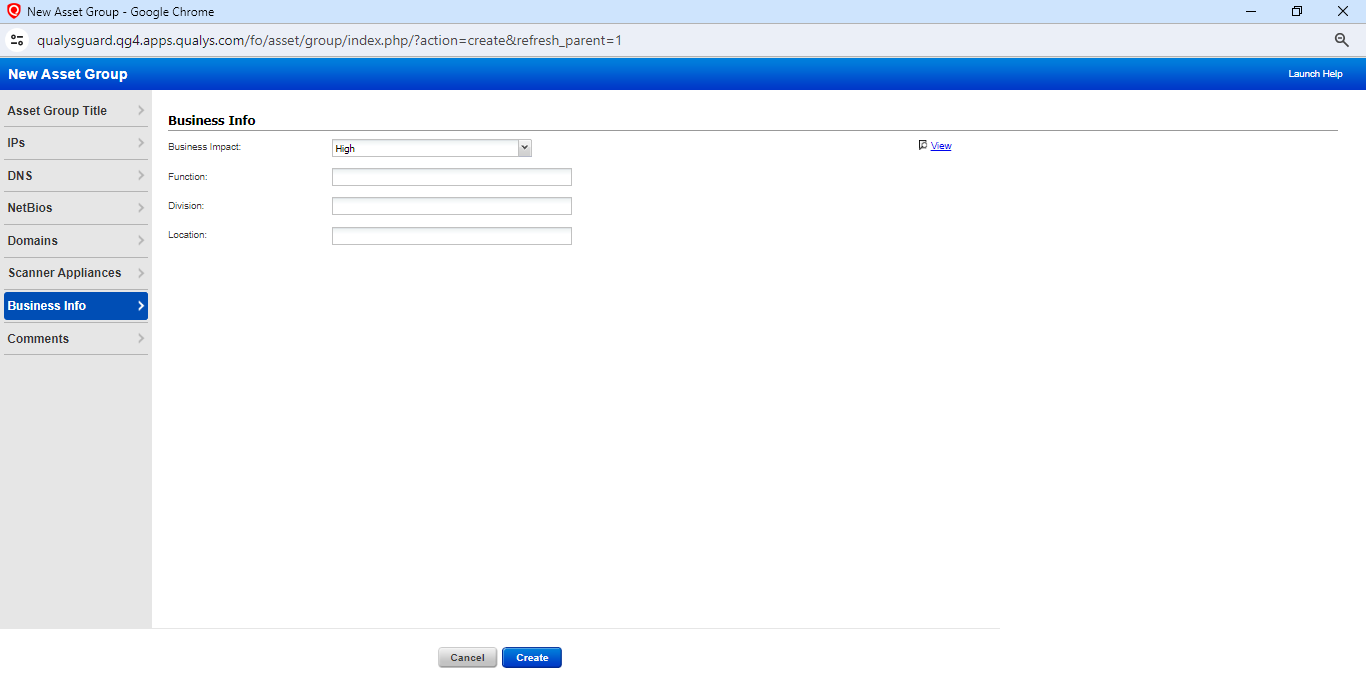 New Asset Group - Google Chrome
qualysguard.qg4.apps.qualys.com/fo/asset/group/index.php/?action=create&refresh_parent=1
New Asset Group
Launch Help
Asset Group Title
IPs
DNS
NetBios
Domains
Scanner Appliances
Business Info
Comments
Business Info
Business Impact:
High
View
Function:
Division:
Location:
Cancel
Create